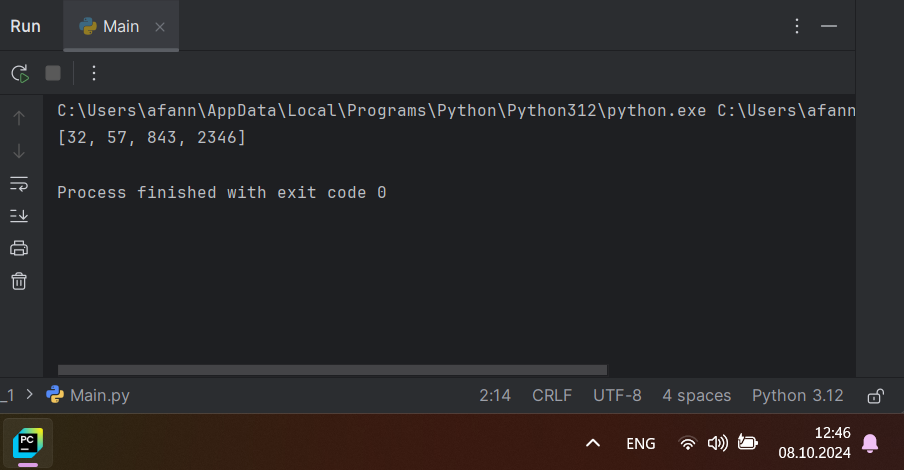 Run Main
C:\Users\afann\AppData\Local\Programs\Python\Python312\python.exe C:\Users\afann
[32, 57, 843, 2346]
Process finished with exit code 0
_1 > Main.py 2:14 CRLF UTF-8 4 spaces Python 3.12
PC
ENG
12:46
08.10.2024